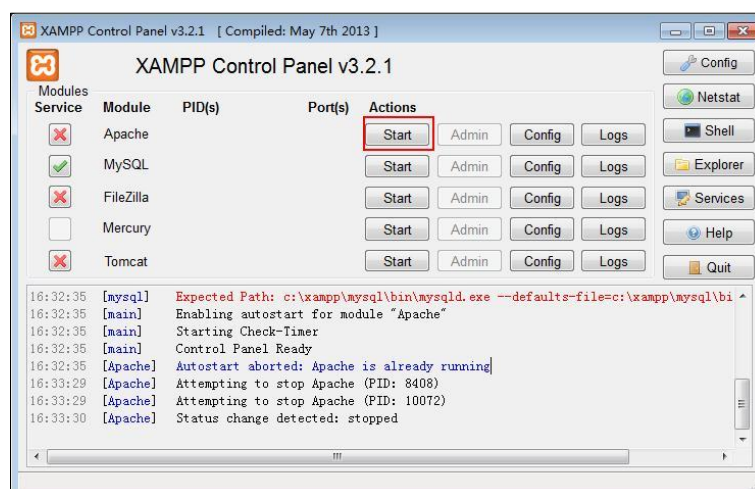 XAMPP Control Panel v3.2.1 [ Compiled: May 7th 2013 ]
XAMPP Control Panel v3.2.1
Config
Modules
Service Module PID(s) Port(s) Actions
Netstat
Apache Start Admin Config Logs
Shell
MySQL Start Admin Config Logs
Explorer
FileZilla Start Admin Config Logs
Services
Mercury Start Admin Config Logs
Help
Tomcat Start Admin Config Logs
Quit
16:32:35 [mysql] Expected Path: c:\xampp\mysql\bin\mysqld.exe --defaults-file=c:\xampp\mysql\bi
16:32:35 [main] Enabling autostart for module "Apache"
16:32:35 [main] Starting Check-Timer
16:32:35 [main] Control Panel Ready
16:32:35 [Apache] Autostart aborted: Apache is already running
16:33:29 [Apache] Attempting to stop Apache (PID: 8408)
16:33:29 [Apache] Attempting to stop Apache (PID: 10072)
16:33:30 [Apache] Status change detected: stopped